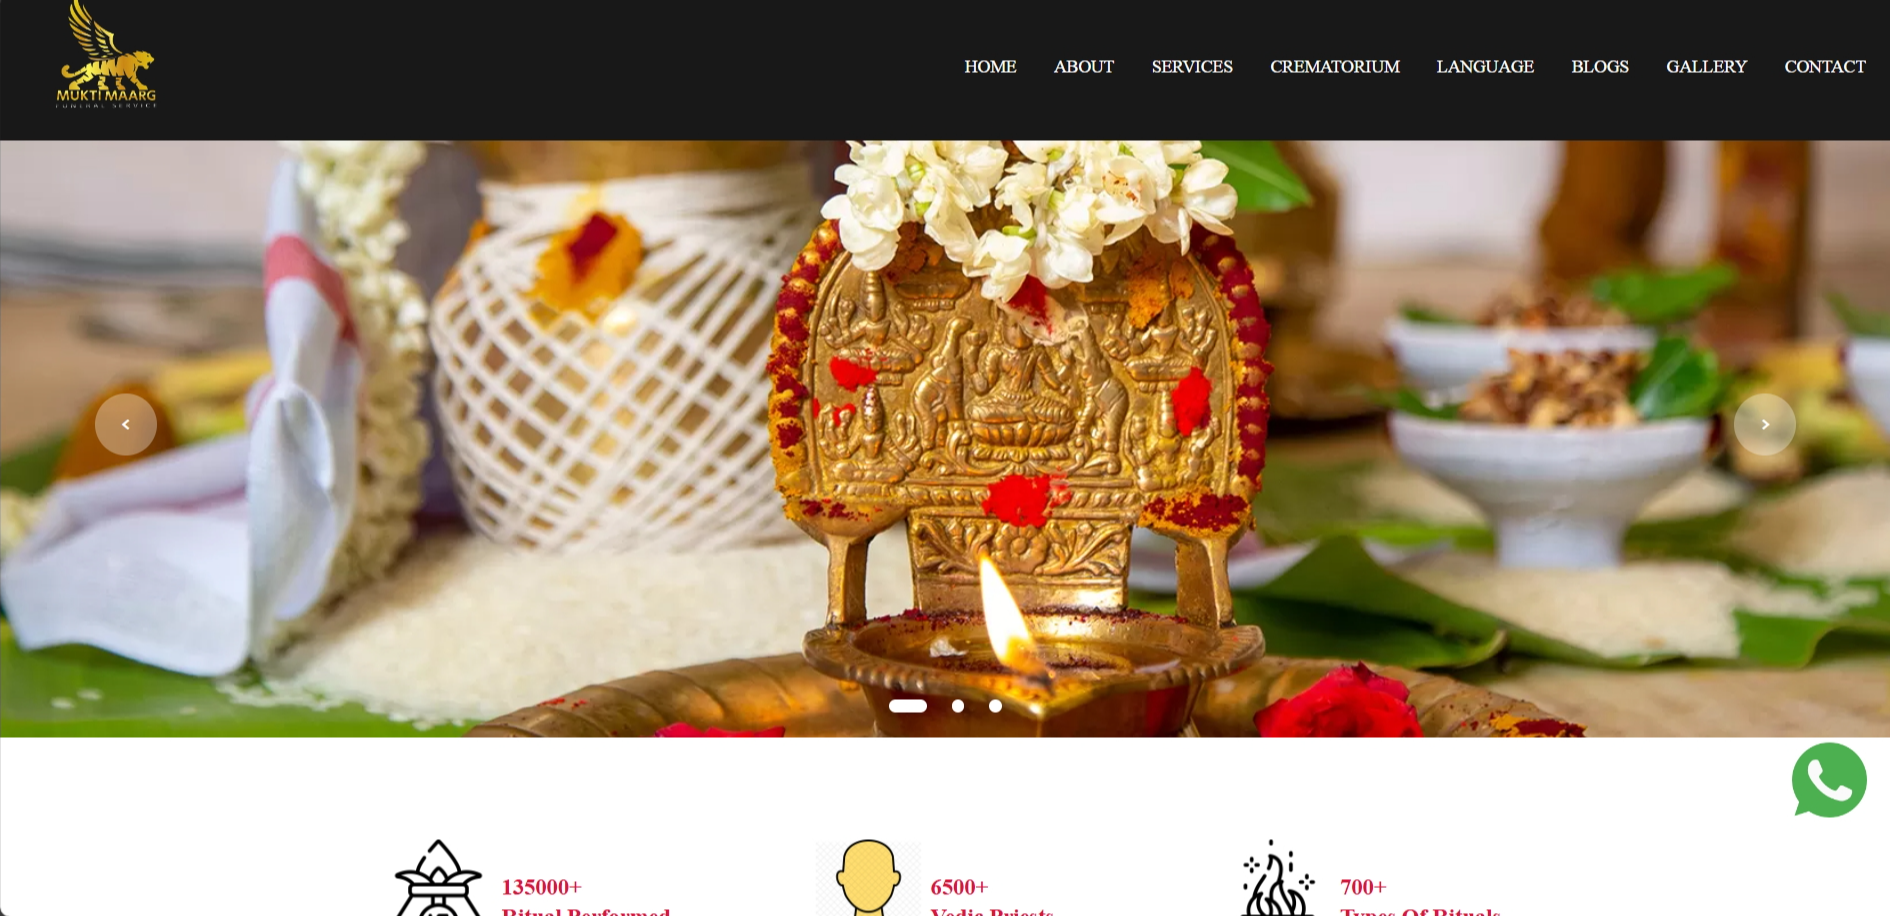 MUKTI MAARG
FUNERAL SERVICE
HOME ABOUT SERVICES CREMATORIUM LANGUAGE BLOGS GALLERY CONTACT
135000+
Ritual Performed
6500+
Vedic Priests
700+
Types Of Rituals